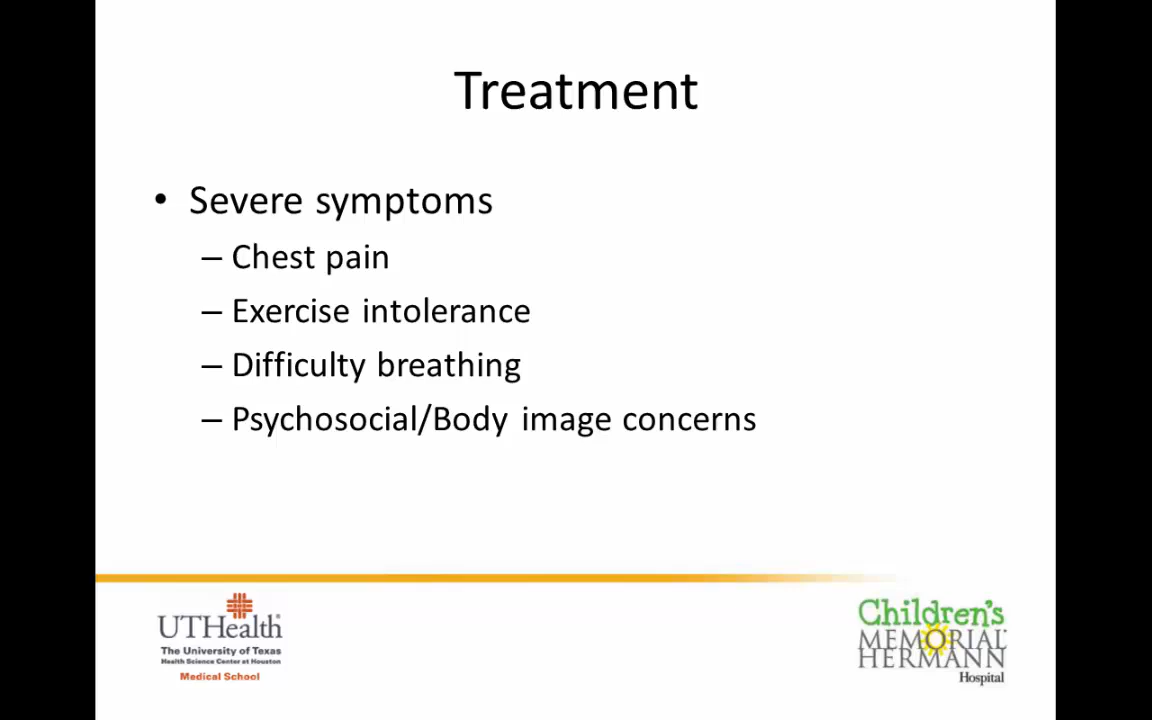 Treatment
• Severe symptoms
– Chest pain
– Exercise intolerance
– Difficulty breathing
– Psychosocial/Body image concerns
UTHealth
The University of Texas
Health Science Center at Houston
Medical School
Children's
MEMORIAL
HERMANN
Hospital